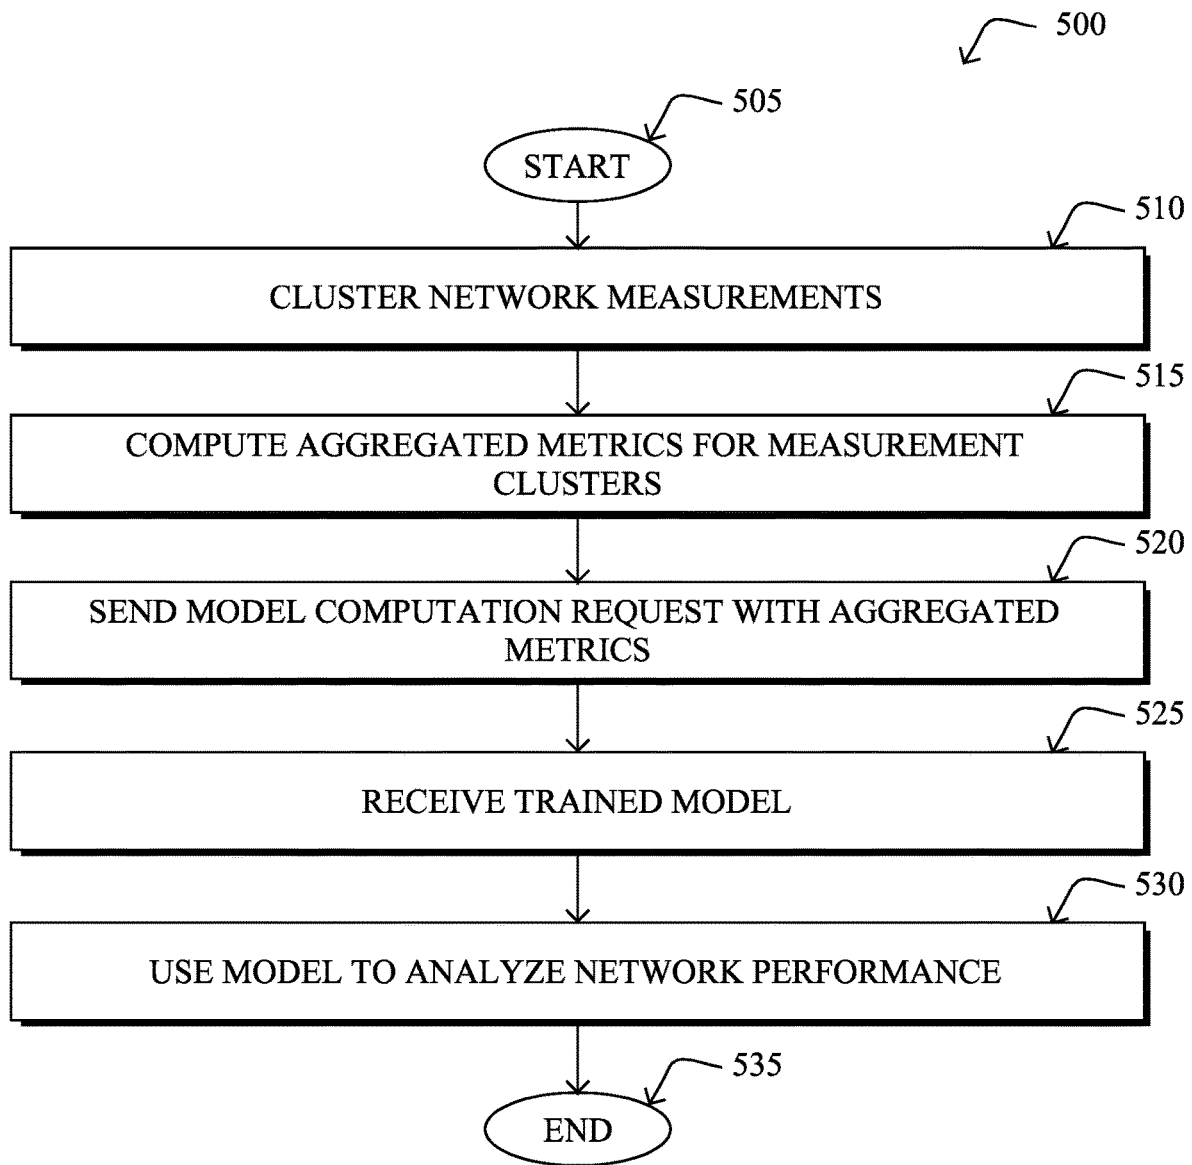 500
505
START
510
CLUSTER NETWORK MEASUREMENTS
515
COMPUTE AGGREGATED METRICS FOR MEASUREMENT
CLUSTERS
520
SEND MODEL COMPUTATION REQUEST WITH AGGREGATED
METRICS
525
RECEIVE TRAINED MODEL
530
USE MODEL TO ANALYZE NETWORK PERFORMANCE
535
END